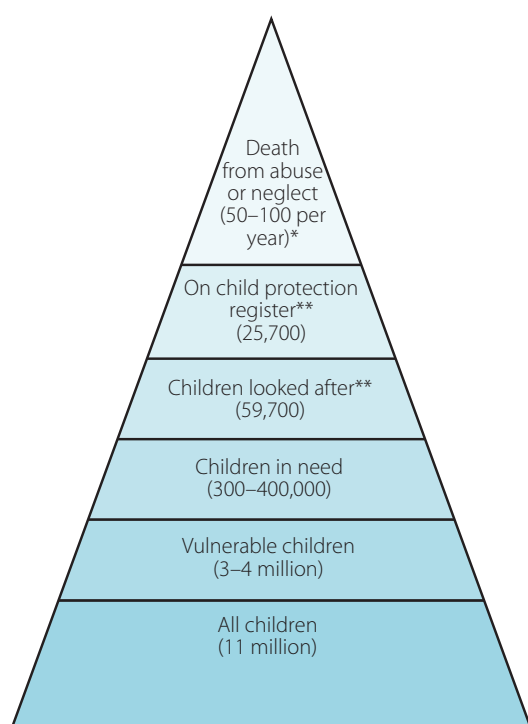 Death
from abuse
or neglect
(50–100 per
year)*
On child protection
register**
(25,700)
Children looked after**
(59,700)
Children in need
(300–400,000)
Vulnerable children
(3–4 million)
All children
(11 million)